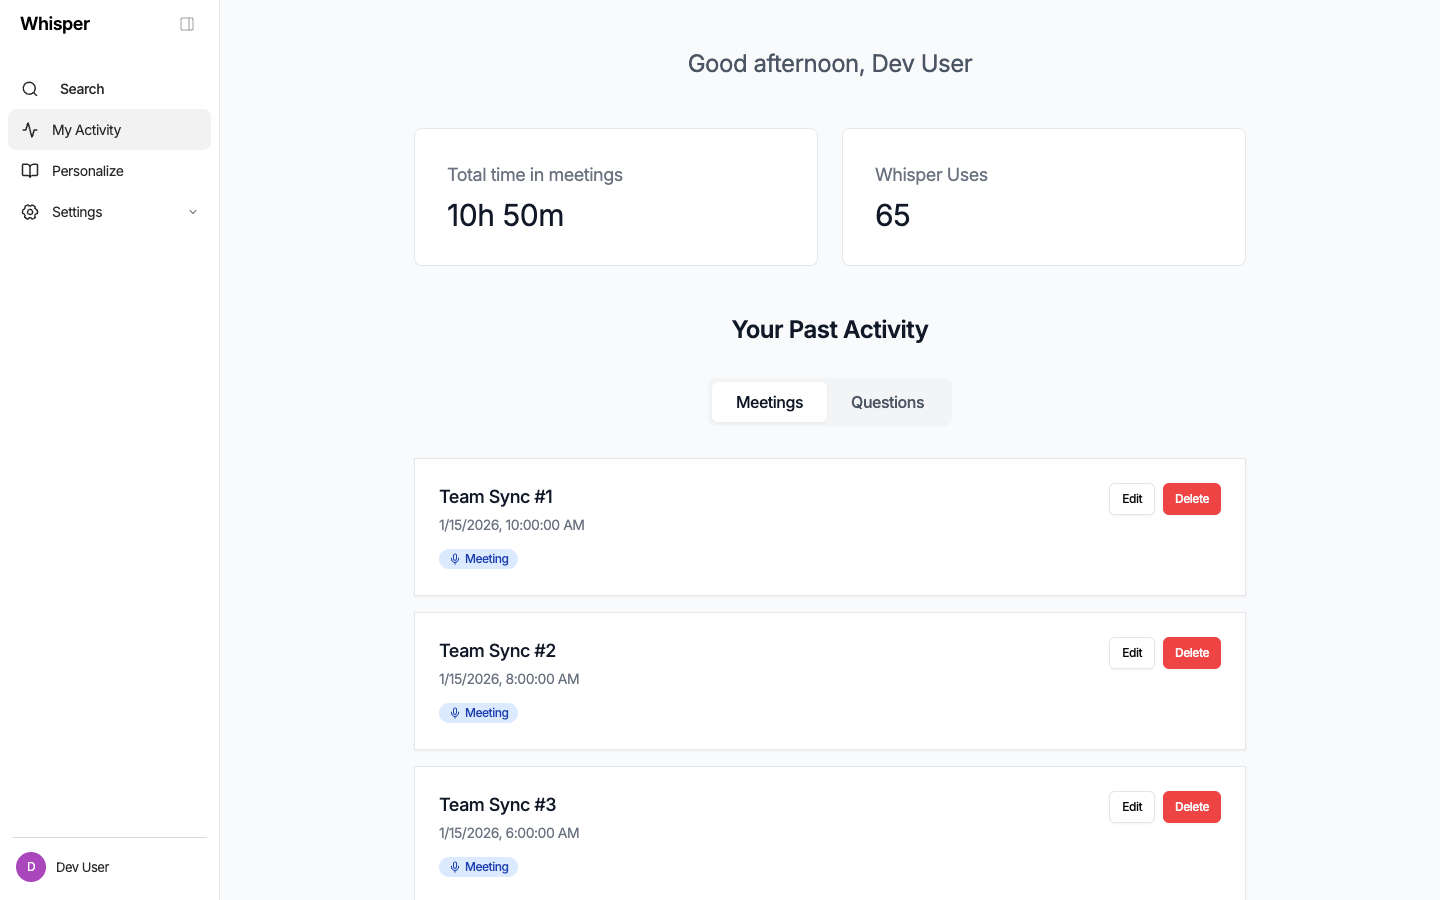 Whisper
Search
My Activity
Personalize
Settings
D
Dev User
Good afternoon, Dev User
Total time in meetings
10h 50m
Whisper Uses
65
Your Past Activity
Meetings
Questions
Team Sync #1
1/15/2026, 10:00:00 AM
Meeting
Edit
Delete
Team Sync #2
1/15/2026, 8:00:00 AM
Meeting
Edit
Delete
Team Sync #3
1/15/2026, 6:00:00 AM
Meeting
Edit
Delete